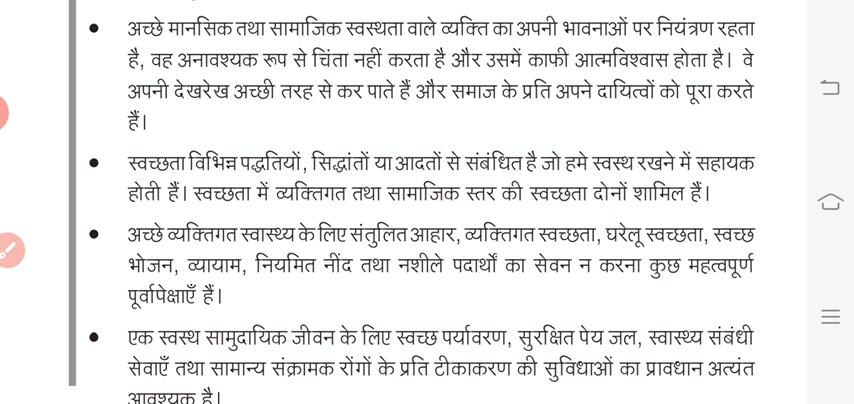 ● अच्छे मानसिक तथा सामाजिक स्वस्थता वाले व्यक्ति का अपनी भावनाओं पर नियंत्रण रहता
है, वह अनावश्यक रूप से चिंता नहीं करता है और उसमें काफी आत्मविश्वास होता है। वे
अपनी देखरेख अच्छी तरह से कर पाते हैं और समाज के प्रति अपने दायित्वों को पूरा करते
हैं।
● स्वच्छता विभिन्न पद्धतियों, सिद्धांतों या आदतों से संबंधित है जो हमे स्वस्थ रखने में सहायक
होती हैं। स्वच्छता में व्यक्तिगत तथा सामाजिक स्तर की स्वच्छता दोनों शामिल हैं।
● अच्छे व्यक्तिगत स्वास्थ्य के लिए संतुलित आहार, व्यक्तिगत स्वच्छता, घरेलू स्वच्छता, स्वच्छ
भोजन, व्यायाम, नियमित नींद तथा नशीले पदार्थों का सेवन न करना कुछ महत्वपूर्ण
पूर्वापेक्षाएँ हैं।
● एक स्वस्थ सामुदायिक जीवन के लिए स्वच्छ पर्यावरण, सुरक्षित पेय जल, स्वास्थ्य संबंधी
सेवाएँ तथा सामान्य संक्रामक रोंगों के प्रति टीकाकरण की सुविधाओं का प्रावधान अत्यंत
आवश्यक है।